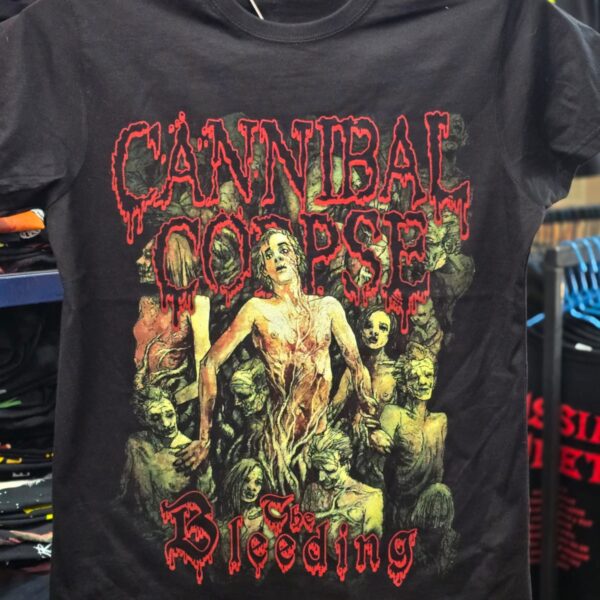 CANNIBAL
CORPSE
The
Bleeding